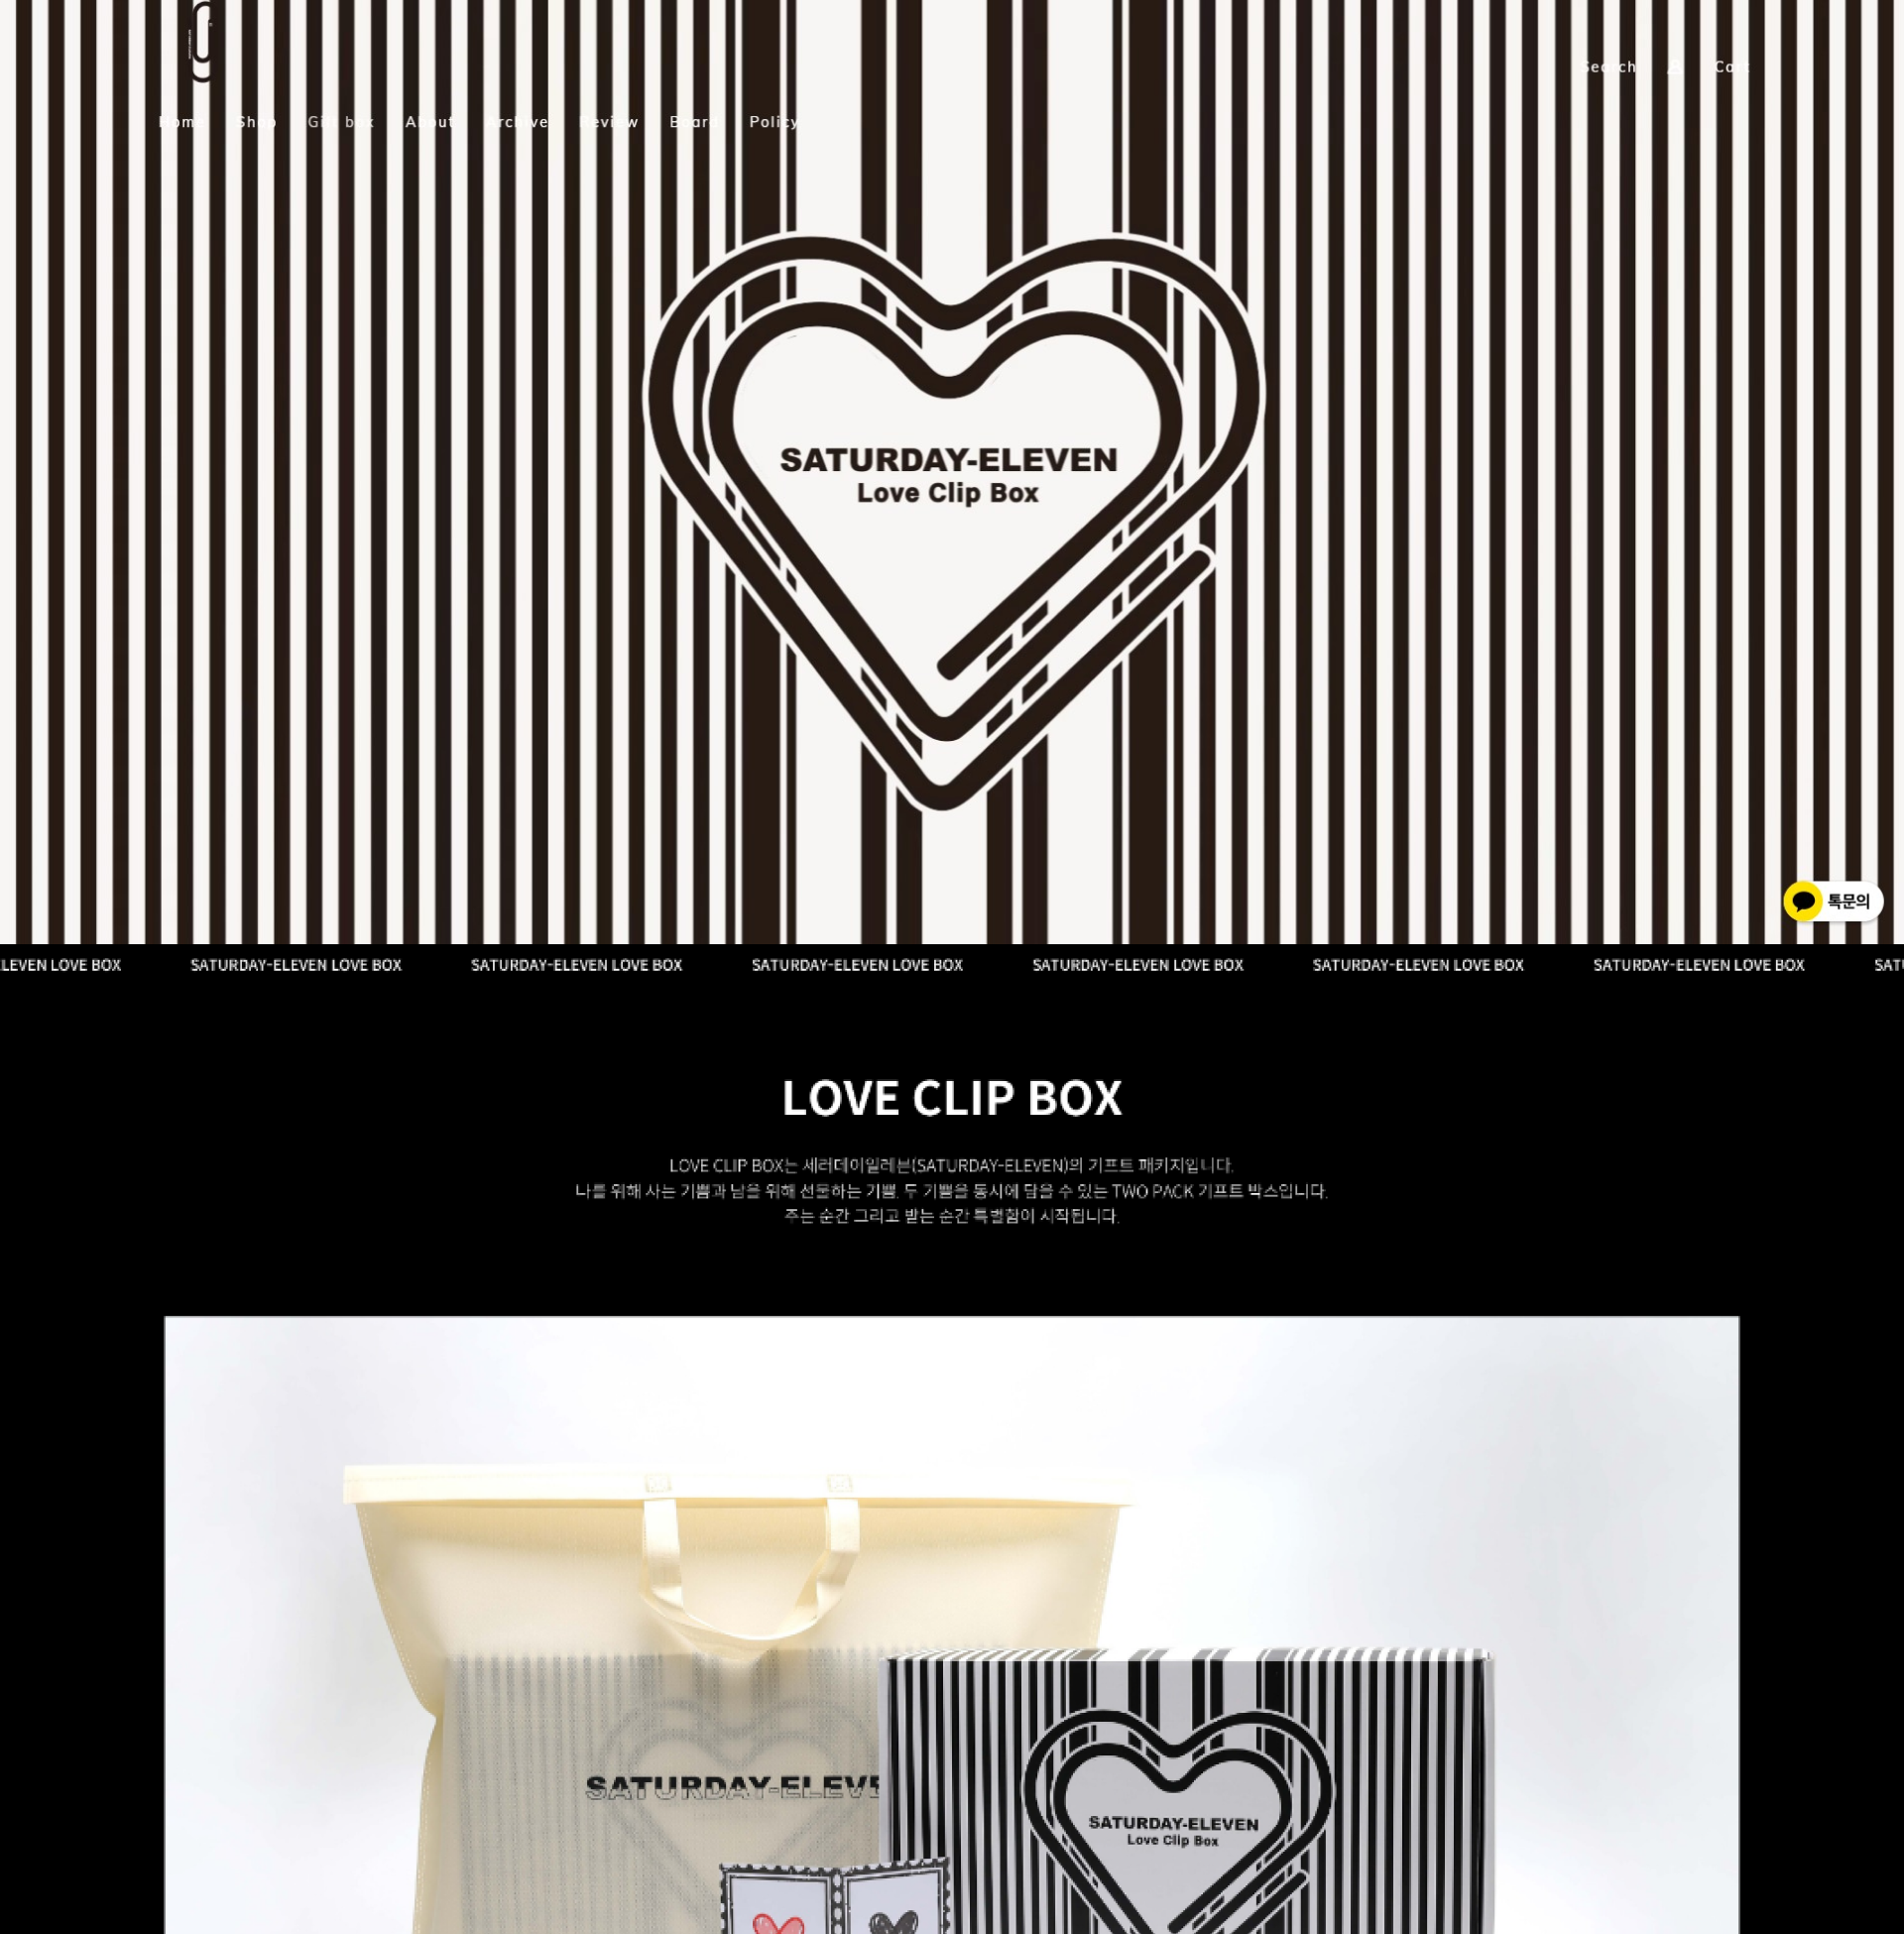 Search Cart
Home Shop Gift box About Archive Review Board Policy
SATURDAY-ELEVEN
Love Clip Box
톡문의
LEVEN LOVE BOX SATURDAY-ELEVEN LOVE BOX SATURDAY-ELEVEN LOVE BOX SATURDAY-ELEVEN LOVE BOX SATURDAY-ELEVEN LOVE BOX SATURDAY-ELEVEN LOVE BOX SATURDAY-ELEVEN LOVE BOX SAT
LOVE CLIP BOX
LOVE CLIP BOX는 세러데이일레븐(SATURDAY-ELEVEN)의 기프트 패키지입니다.
나를 위해 사는 기쁨과 남을 위해 선물하는 기쁨, 두 기쁨을 동시에 담을 수 있는 TWO PACK 기프트 박스입니다.
주는 순간 그리고 받는 순간 특별함이 시작됩니다.
SATURDAY-ELEVE
SATURDAY-ELEVEN
Love Clip Box